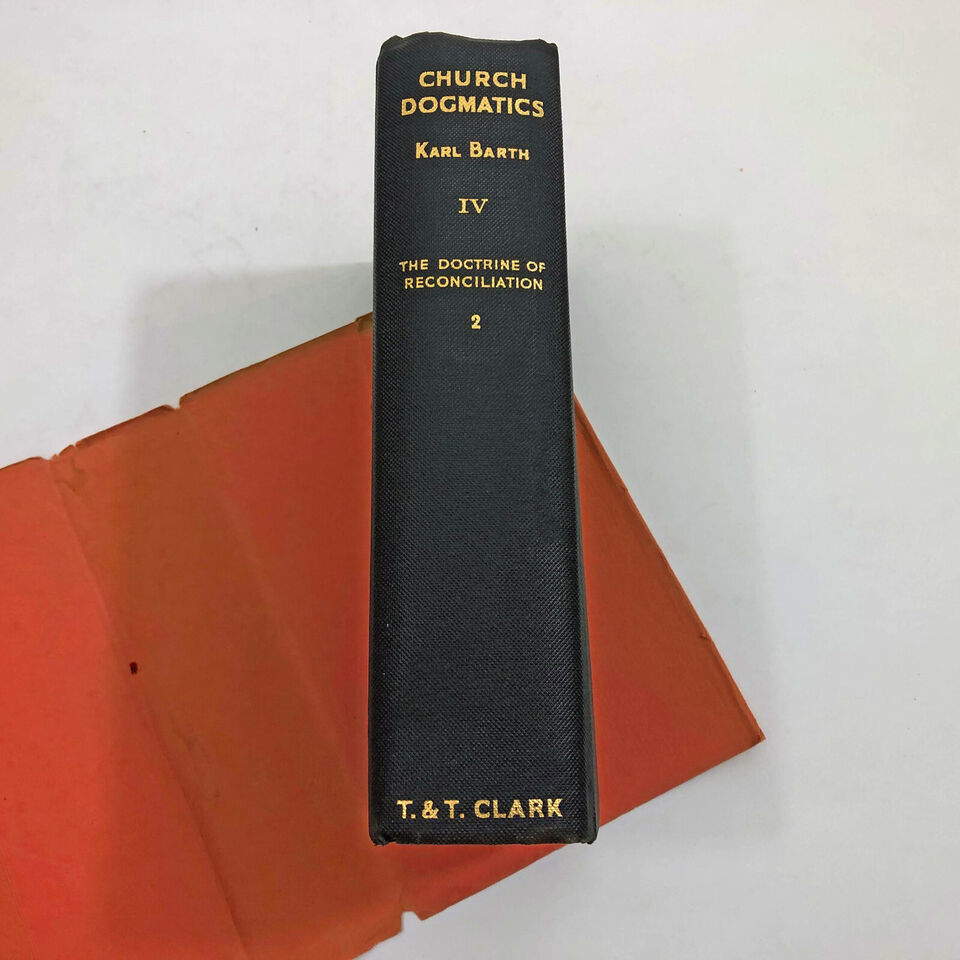 CHURCH
DOGMATICS
KARL BARTH
IV
THE DOCTRINE OF
RECONCILIATION
2
T. & T. CLARK